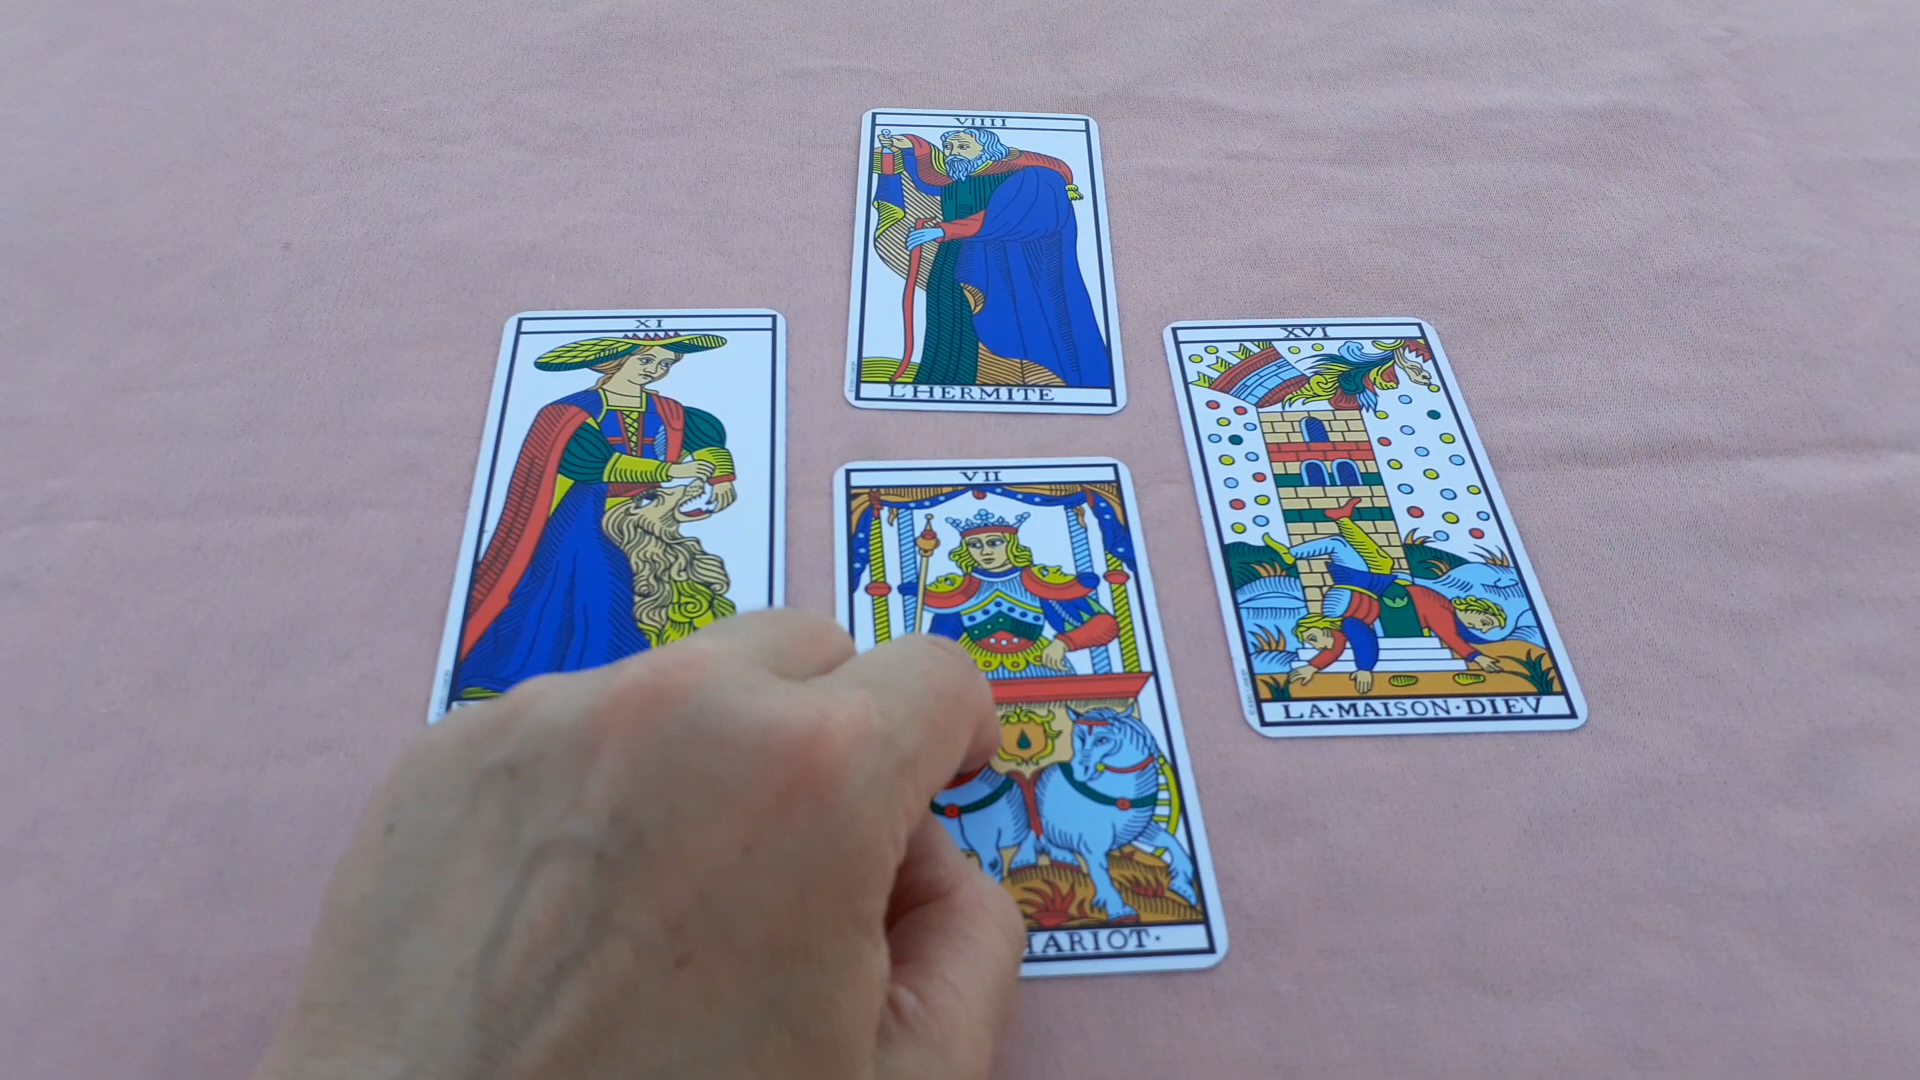 VIIII
L'HERMITE
XI
XVI
LA·MAISON·DIEV
VII
HARIOT·